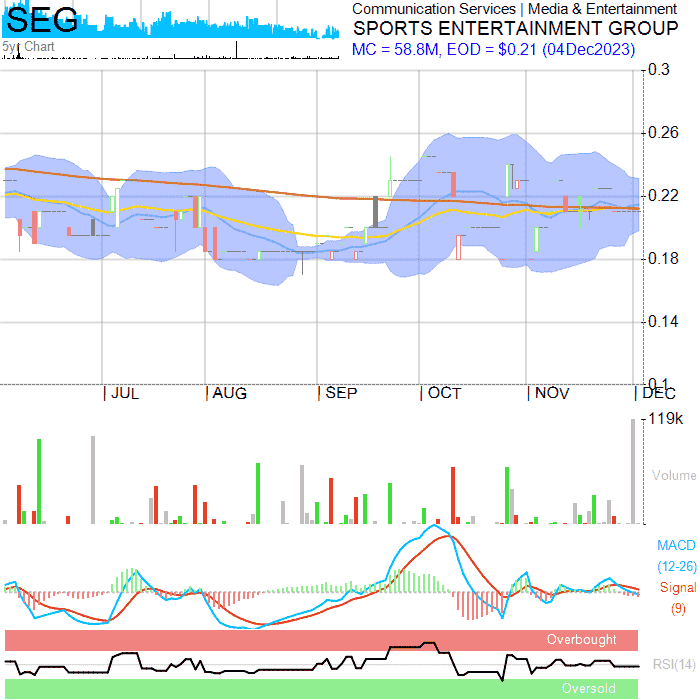 SEG
5yr Chart
Communication Services | Media & Entertainment
SPORTS ENTERTAINMENT GROUP
MC = 58.8M, EOD = $0.21 (04Dec2023)
0.3
0.26
0.22
0.18
0.14
0.1
JUL AUG SEP OCT NOV DEC
119k
Volume
MACD
(12-26)
Signal
(9)
Overbought
RSI(14)
Oversold